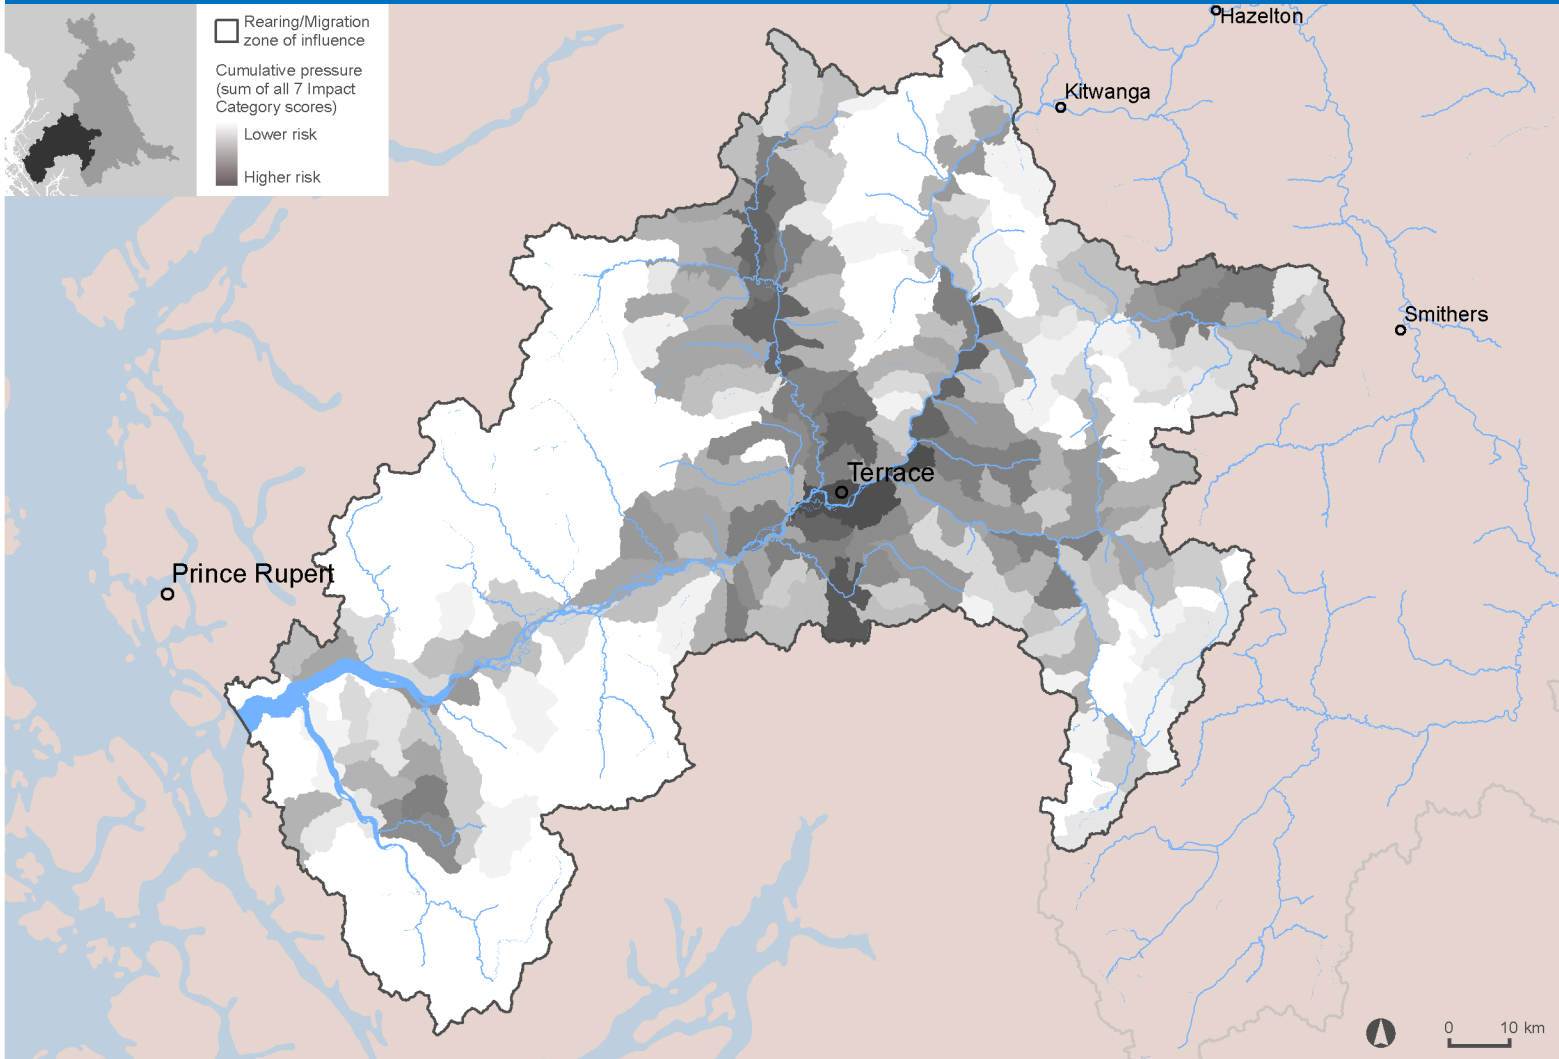 Rearing/Migration
zone of influence
Cumulative pressure
(sum of all 7 Impact
Category scores)
Lower risk
Higher risk
Hazelton
Kitwanga
Smithers
Terrace
Prince Rupert
0 10 km